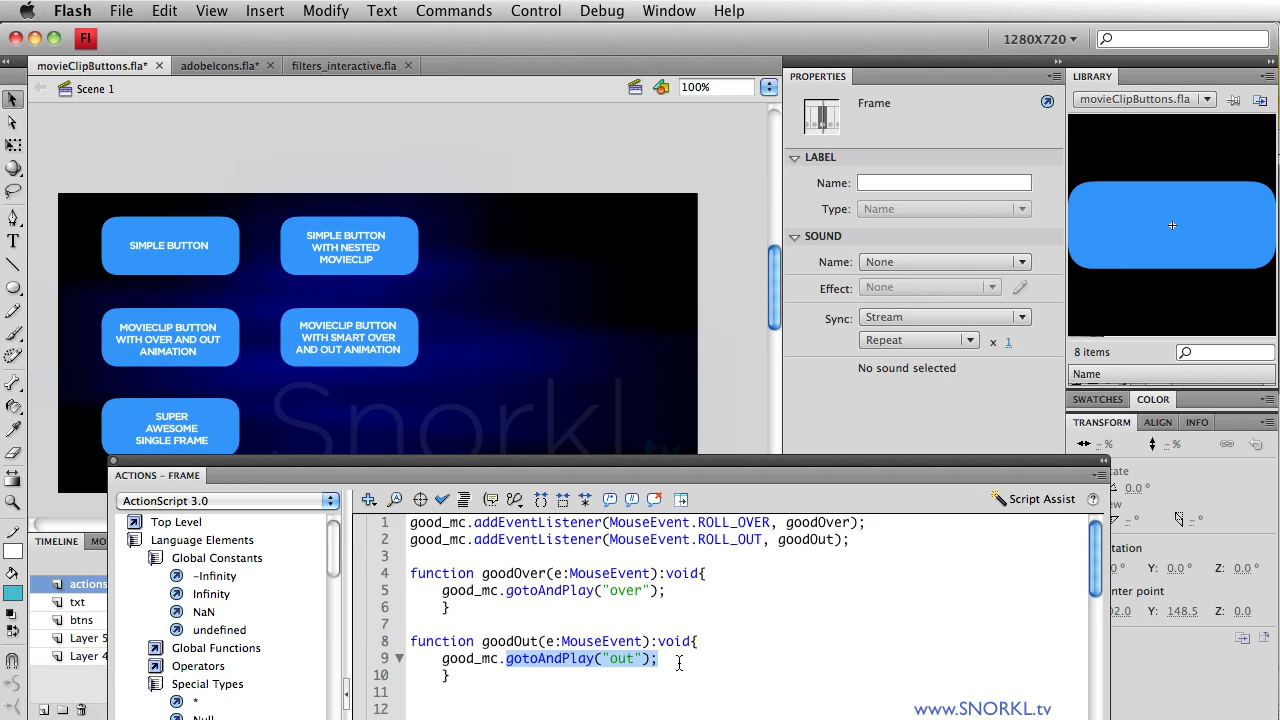 Flash File Edit View Insert Modify Text Commands Control Debug Window Help
Fl 1280X720
movieClipButtons.fla* adobeIcons.fla* filters_interactive.fla
Scene 1 100%
SIMPLE BUTTON
SIMPLE BUTTON
WITH NESTED
MOVIECLIP
MOVIECLIP BUTTON
WITH OVER AND OUT
ANIMATION
MOVIECLIP BUTTON
WITH SMART OVER
AND OUT ANIMATION
SUPER
AWESOME
SINGLE FRAME
Snorkl.tv
PROPERTIES
Frame
LABEL
Name:
Type: Name
SOUND
Name: None
Effect: None
Sync: Stream
Repeat x 1
No sound selected
LIBRARY
movieClipButtons.fla
8 items
Name
SWATCHES COLOR
TRANSFORM ALIGN INFO
– % – %
0.0 °
– ° – °
Y: 0.0 ° Z: 0.0 °
Y: 148.5 Z: 0.0
TIMELINE MO
actions
txt
btns
Layer 5
Layer 4
ACTIONS – FRAME
ActionScript 3.0
Top Level
Language Elements
Global Constants
-Infinity
Infinity
NaN
undefined
Global Functions
Operators
Special Types
*
Null
Script Assist
1 good_mc.addEventListener(MouseEvent.ROLL_OVER, goodOver);
2 good_mc.addEventListener(MouseEvent.ROLL_OUT, goodOut);
3
4 function goodOver(e:MouseEvent):void{
5 good_mc.gotoAndPlay("over");
6 }
7
8 function goodOut(e:MouseEvent):void{
9 good_mc.gotoAndPlay("out");
10 }
11
12
www.SNORKL.tv